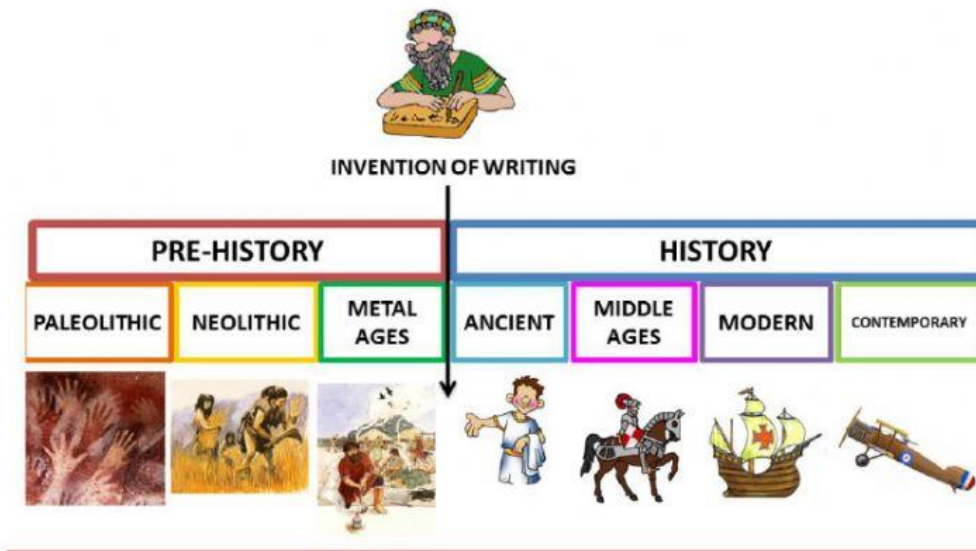 INVENTION OF WRITING
PRE-HISTORY
HISTORY
PALEOLITHIC
NEOLITHIC
METAL
AGES
ANCIENT
MIDDLE
AGES
MODERN
CONTEMPORARY